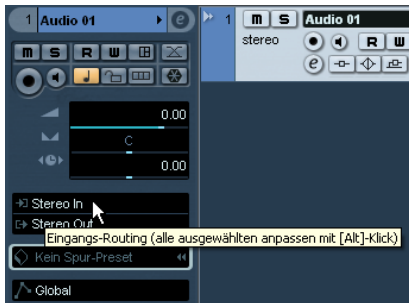 1 Audio 01 e
m S R W
0.00
C
0.00
Stereo In
Stereo Out
Eingangs-Routing (alle ausgewählten anpassen mit [Alt]-Klick)
Kein Spur-Preset
Global
1 m S Audio 01
stereo R W
e